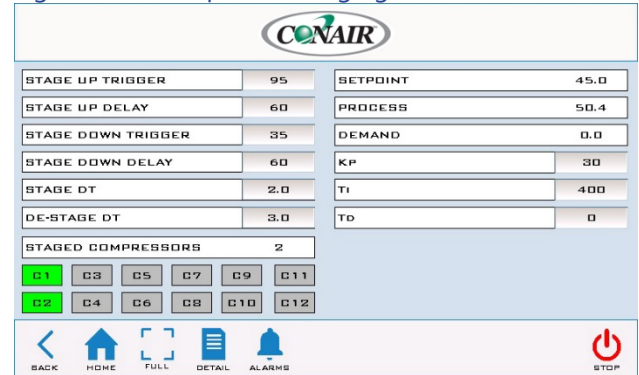 CONAIR
STAGE UP TRIGGER 95
STAGE UP DELAY 60
STAGE DOWN TRIGGER 35
STAGE DOWN DELAY 60
STAGE DT 2.0
DE-STAGE DT 3.0
STAGED COMPRESSORS 2
C1 C3 C5 C7 C9 C11
C2 C4 C6 C8 C10 C12
SETPOINT 45.0
PROCESS 50.4
DEMAND 0.0
KP 30
TI 400
TD 0
BACK HOME FULL DETAIL ALARMS STOP